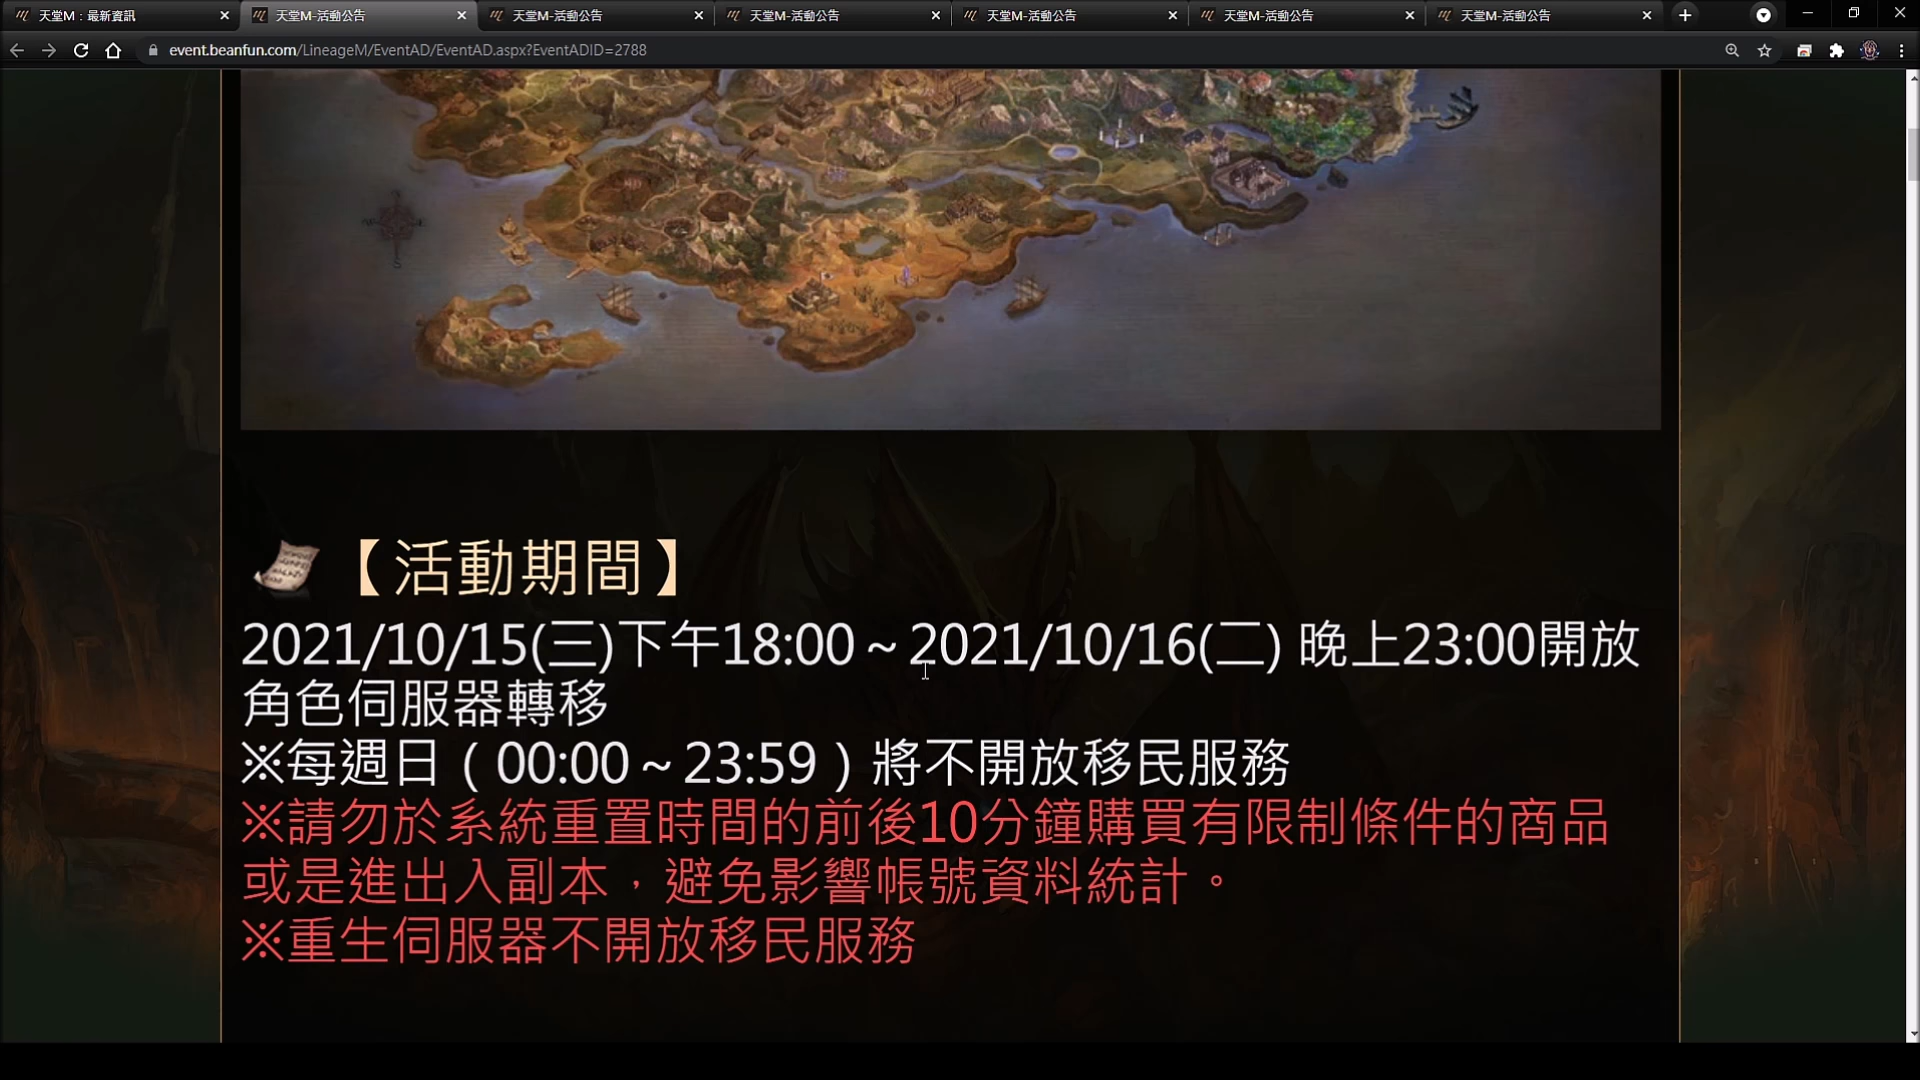 天堂M：最新資訊
天堂M-活動公告
天堂M-活動公告
天堂M-活動公告
天堂M-活動公告
天堂M-活動公告
天堂M-活動公告
event.beanfun.com/LineageM/EventAD/EventAD.aspx?EventADID=2788
【活動期間】
2021/10/15(三)下午18:00～2021/10/16(二) 晚上23:00開放
角色伺服器轉移
※每週日（00:00～23:59）將不開放移民服務
※請勿於系統重置時間的前後10分鐘購買有限制條件的商品
或是進出入副本，避免影響帳號資料統計。
※重生伺服器不開放移民服務